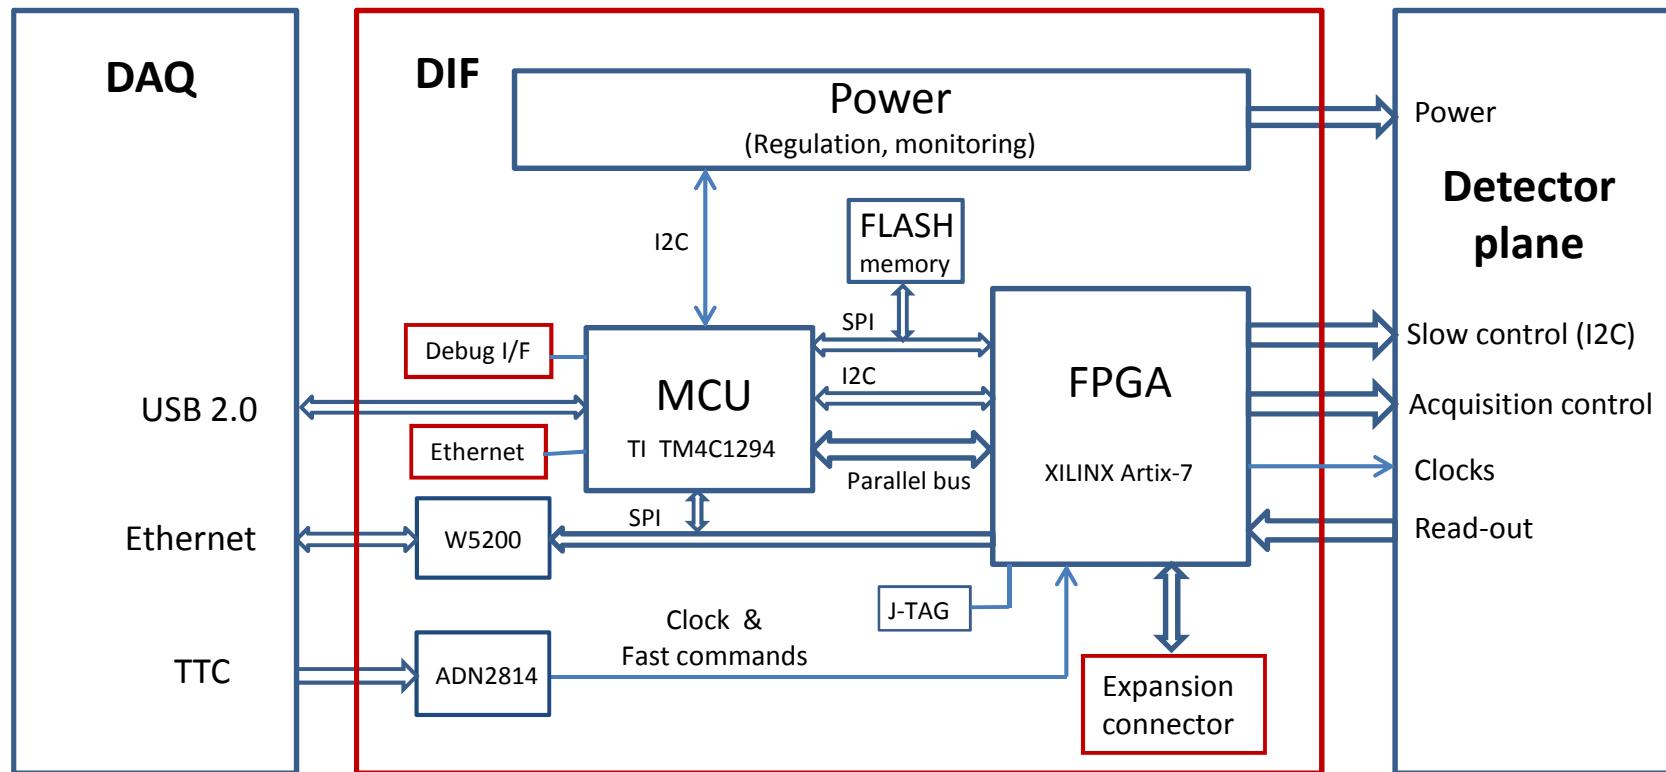 DAQ
USB 2.0
Ethernet
TTC
DIF
Power
(Regulation, monitoring)
I2C
FLASH
memory
Debug I/F
Ethernet
MCU
TI TM4C1294
SPI
I2C
Parallel bus
FPGA
XILINX Artix-7
SPI
W5200
J-TAG
ADN2814
Clock &
Fast commands
Expansion
connector
Power
Detector
plane
Slow control (I2C)
Acquisition control
Clocks
Read-out